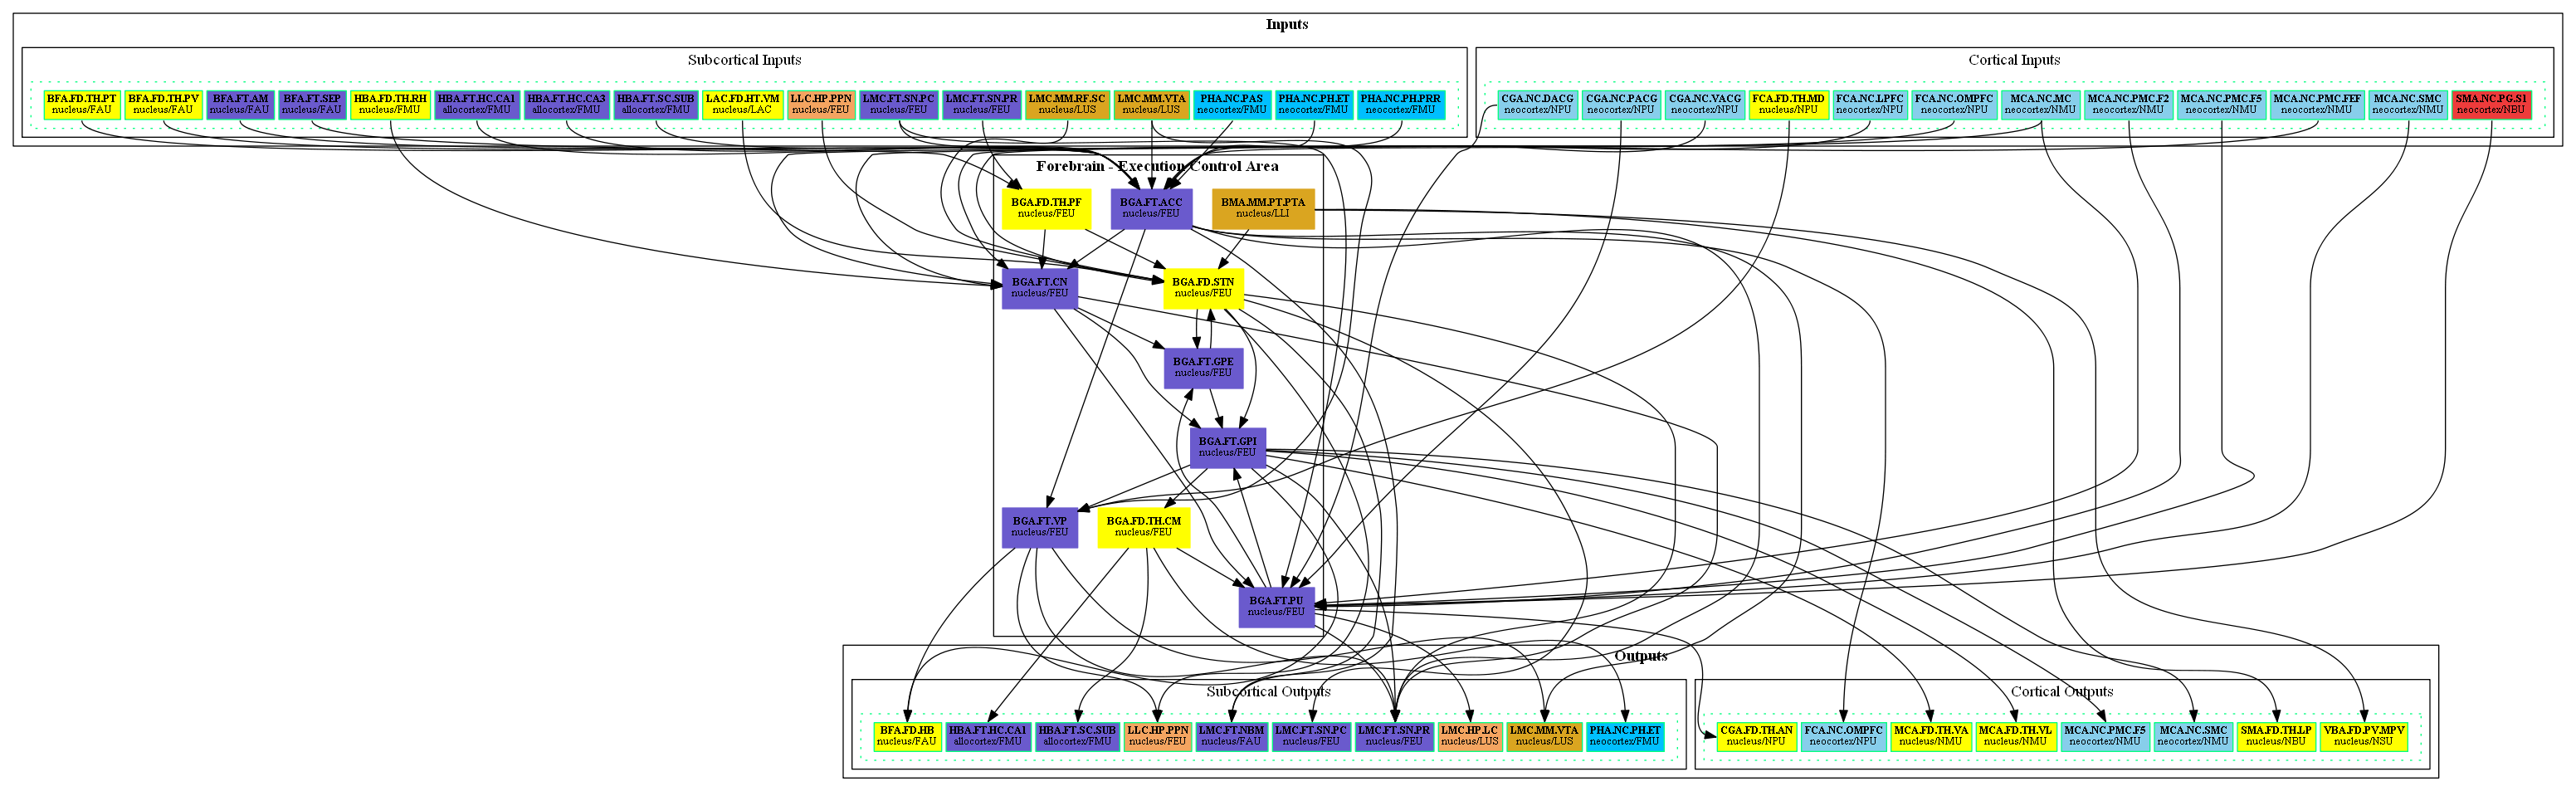 Inputs
Subcortical Inputs
Cortical Inputs
BFA.FD.TH.PT
nucleus/FAU
BFA.FD.TH.PV
nucleus/FAU
BFA.FT.AM
nucleus/FAU
BFA.FT.SEP
nucleus/FAU
HBA.FD.TH.RH
nucleus/FMU
HBA.FT.HC.CA1
allocortex/FMU
HBA.FT.HC.CA3
allocortex/FMU
HBA.FT.SC.SUB
allocortex/FMU
LAC.FD.HT.VM
nucleus/LAC
LLC.HP.PPN
nucleus/FEU
LMC.FT.SN.PC
nucleus/FEU
LMC.FT.SN.PR
nucleus/FEU
LMC.MM.RF.SC
nucleus/LUS
LMC.MM.VTA
nucleus/LUS
PHA.NC.PAS
neocortex/FMU
PHA.NC.PH.ET
neocortex/FMU
PHA.NC.PH.PRR
neocortex/FMU
CGA.NC.DACG
neocortex/NPU
CGA.NC.PACG
neocortex/NPU
CGA.NC.VACG
neocortex/NPU
FCA.FD.TH.MD
nucleus/NPU
FCA.NC.LPFC
neocortex/NPU
FCA.NC.OMPFC
neocortex/NPU
MCA.NC.MC
neocortex/NMU
MCA.NC.PMC.F2
neocortex/NMU
MCA.NC.PMC.F5
neocortex/NMU
MCA.NC.PMC.FEF
neocortex/NMU
MCA.NC.SMC
neocortex/NMU
SMA.NC.PG.S1
neocortex/NBU
Forebrain - Execution Control Area
BGA.FD.TH.PF
nucleus/FEU
BGA.FT.ACC
nucleus/FEU
BMA.MM.PT.PTA
nucleus/LLI
BGA.FT.CN
nucleus/FEU
BGA.FD.STN
nucleus/FEU
BGA.FT.GPE
nucleus/FEU
BGA.FT.GPI
nucleus/FEU
BGA.FT.VP
nucleus/FEU
BGA.FD.TH.CM
nucleus/FEU
BGA.FT.PU
nucleus/FEU
Outputs
Subcortical Outputs
Cortical Outputs
BFA.FD.HB
nucleus/FAU
HBA.FT.HC.CA1
allocortex/FMU
HBA.FT.SC.SUB
allocortex/FMU
LLC.HP.PPN
nucleus/FEU
LMC.FT.NBM
nucleus/FAU
LMC.FT.SN.PC
nucleus/FEU
LMC.FT.SN.PR
nucleus/FEU
LMC.HP.LC
nucleus/LUS
LMC.MM.VTA
nucleus/LUS
PHA.NC.PH.ET
neocortex/FMU
CGA.FD.TH.AN
nucleus/NPU
FCA.NC.OMPFC
neocortex/NPU
MCA.FD.TH.VA
nucleus/NMU
MCA.FD.TH.VL
nucleus/NMU
MCA.NC.PMC.F5
neocortex/NMU
MCA.NC.SMC
neocortex/NMU
SMA.FD.TH.LP
nucleus/NBU
VBA.FD.PV.MPV
nucleus/NSU